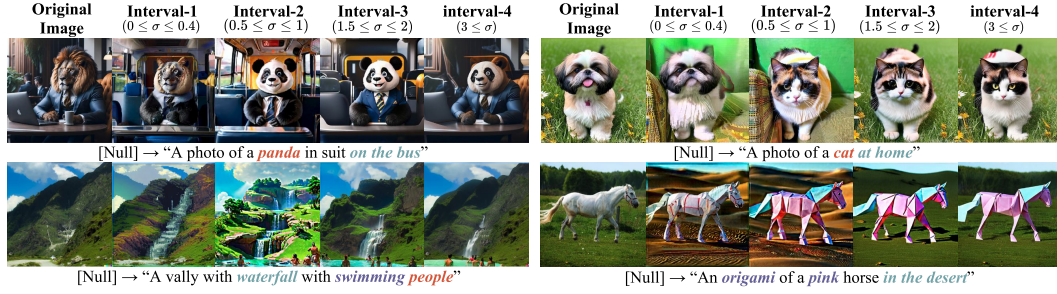 Original Image Interval-1 (0 ≤ σ ≤ 0.4) Interval-2 (0.5 ≤ σ ≤ 1) Interval-3 (1.5 ≤ σ ≤ 2) interval-4 (3 ≤ σ)
[Null] → “A photo of a panda in suit on the bus”
[Null] → “A vally with waterfall with swimming people”
Original Image Interval-1 (0 ≤ σ ≤ 0.4) Interval-2 (0.5 ≤ σ ≤ 1) Interval-3 (1.5 ≤ σ ≤ 2) interval-4 (3 ≤ σ)
[Null] → “A photo of a cat at home”
[Null] → “An origami of a pink horse in the desert”